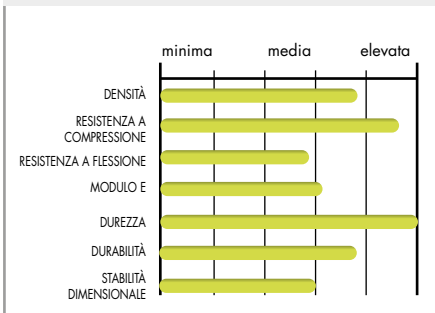 minima media elevata
DENSITÀ
RESISTENZA A
COMPRESSIONE
RESISTENZA A FLESSIONE
MODULO E
DUREZZA
DURABILITÀ
STABILITÀ
DIMENSIONALE